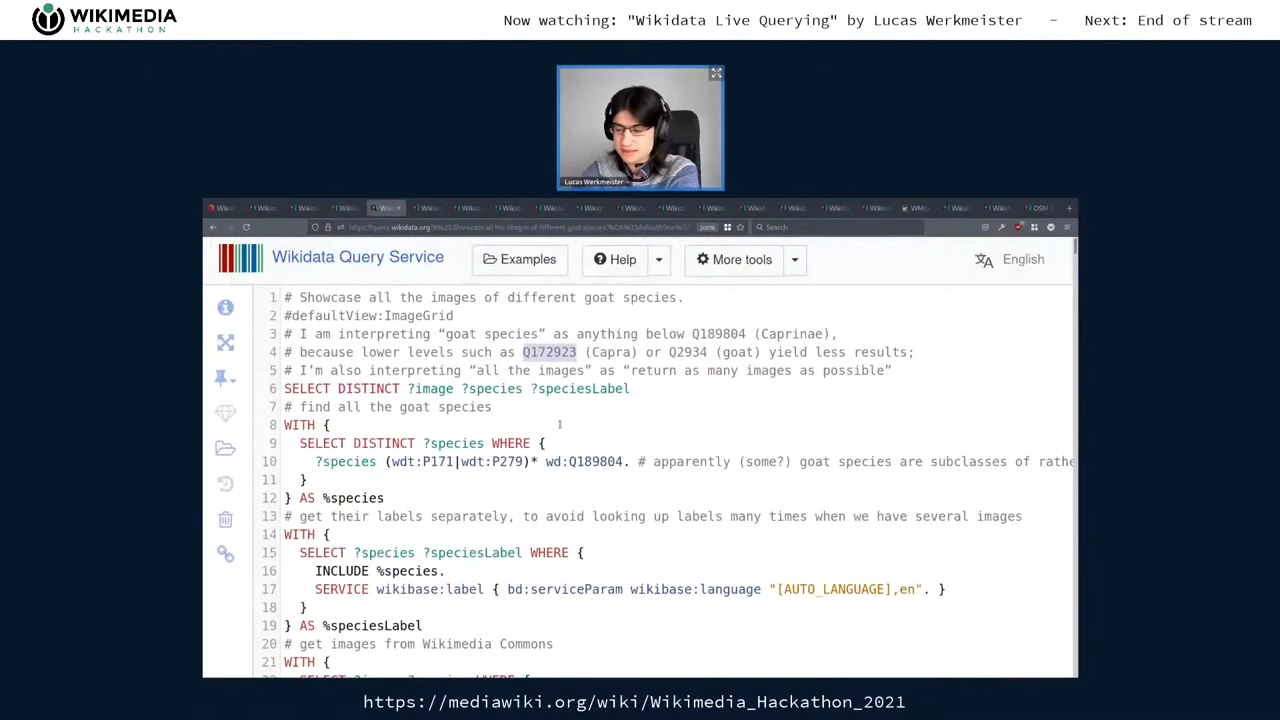 WIKIMEDIA
HACKATHON
Now watching: "Wikidata Live Querying" by Lucas Werkmeister - Next: End of stream
Lucas Werkmeister
200%
Search
Wikidata Query Service
Examples
Help
More tools
English
1 # Showcase all the images of different goat species.
2 #defaultView:ImageGrid
3 # I am interpreting “goat species” as anything below Q189804 (Caprinae),
4 # because lower levels such as Q172923 (Capra) or Q2934 (goat) yield less results;
5 # I’m also interpreting “all the images” as “return as many images as possible”
6 SELECT DISTINCT ?image ?species ?speciesLabel
7 # find all the goat species
8 WITH {
9 SELECT DISTINCT ?species WHERE {
10 ?species (wdt:P171|wdt:P279)* wd:Q189804. # apparently (some?) goat species are subclasses of rathe
11 }
12 } AS %species
13 # get their labels separately, to avoid looking up labels many times when we have several images
14 WITH {
15 SELECT ?species ?speciesLabel WHERE {
16 INCLUDE %species.
17 SERVICE wikibase:label { bd:serviceParam wikibase:language "[AUTO_LANGUAGE],en". }
18 }
19 } AS %speciesLabel
20 # get images from Wikimedia Commons
21 WITH {
https://mediawiki.org/wiki/Wikimedia_Hackathon_2021